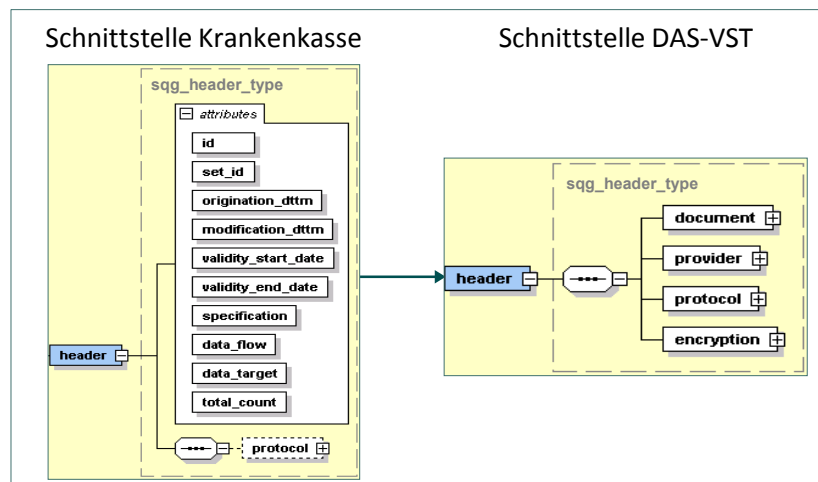 Schnittstelle Krankenkasse
sqg_header_type
attributes
id
set_id
origination_dttm
modification_dttm
validity_start_date
validity_end_date
specification
data_flow
data_target
total_count
header
protocol
Schnittstelle DAS-VST
sqg_header_type
header
document
provider
protocol
encryption